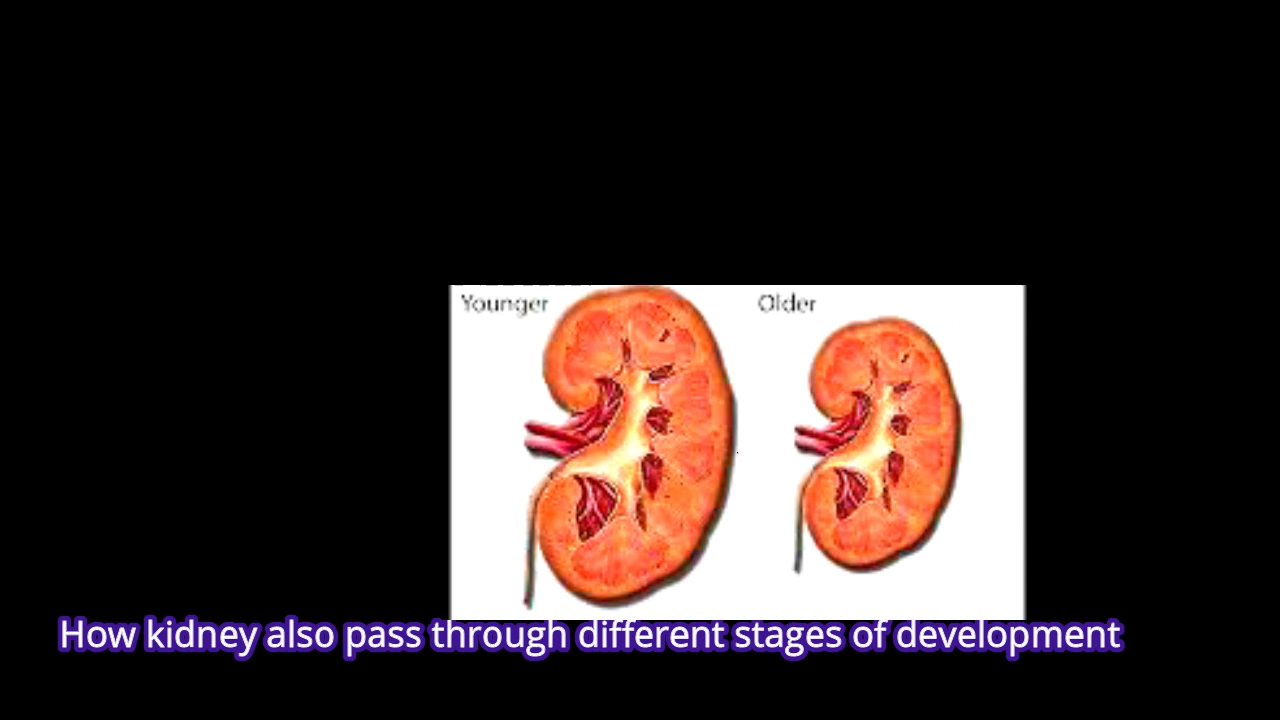 Younger
Older
How kidney also pass through different stages of development